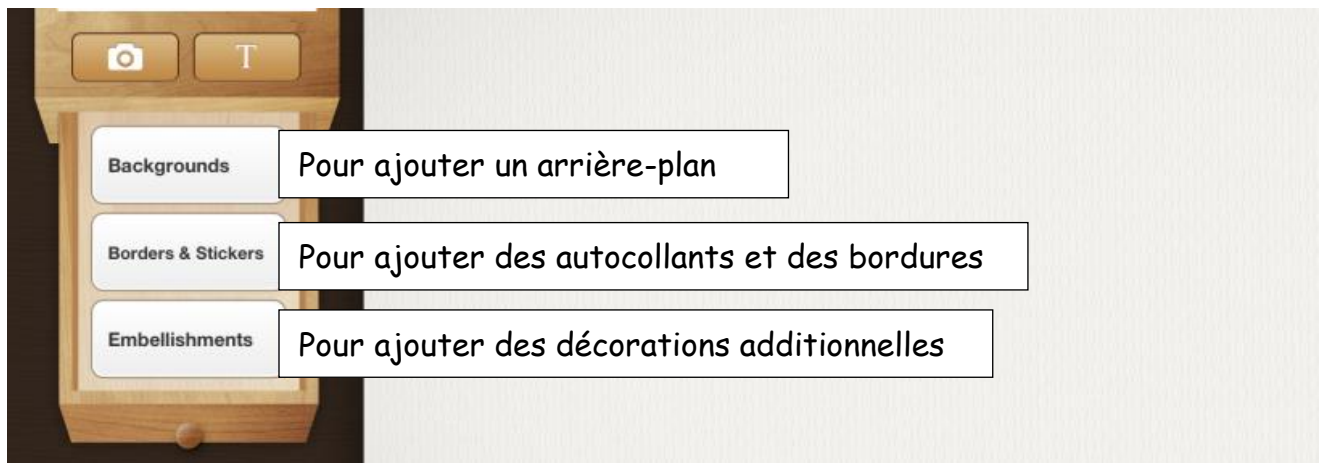 T
Backgrounds Pour ajouter un arrière-plan
Borders & Stickers Pour ajouter des autocollants et des bordures
Embellishments Pour ajouter des décorations additionnelles